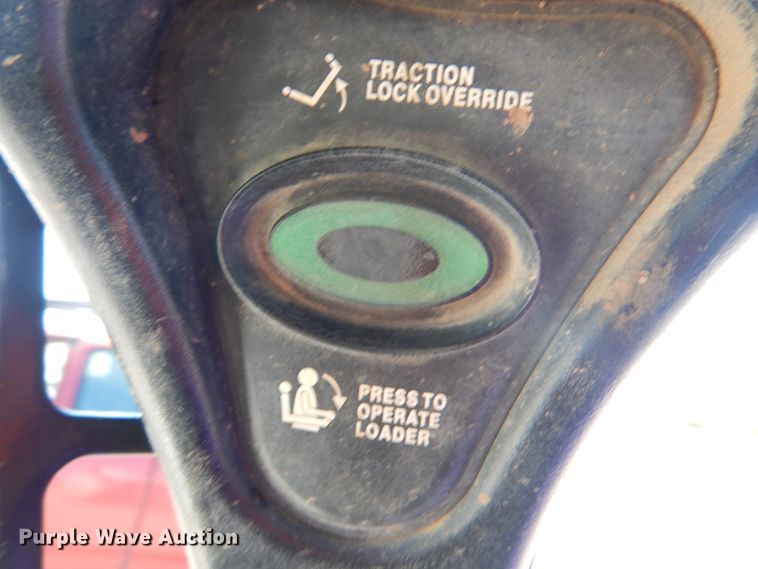 TRACTION
LOCK OVERRIDE
PRESS TO
OPERATE
LOADER
Purple Wave Auction